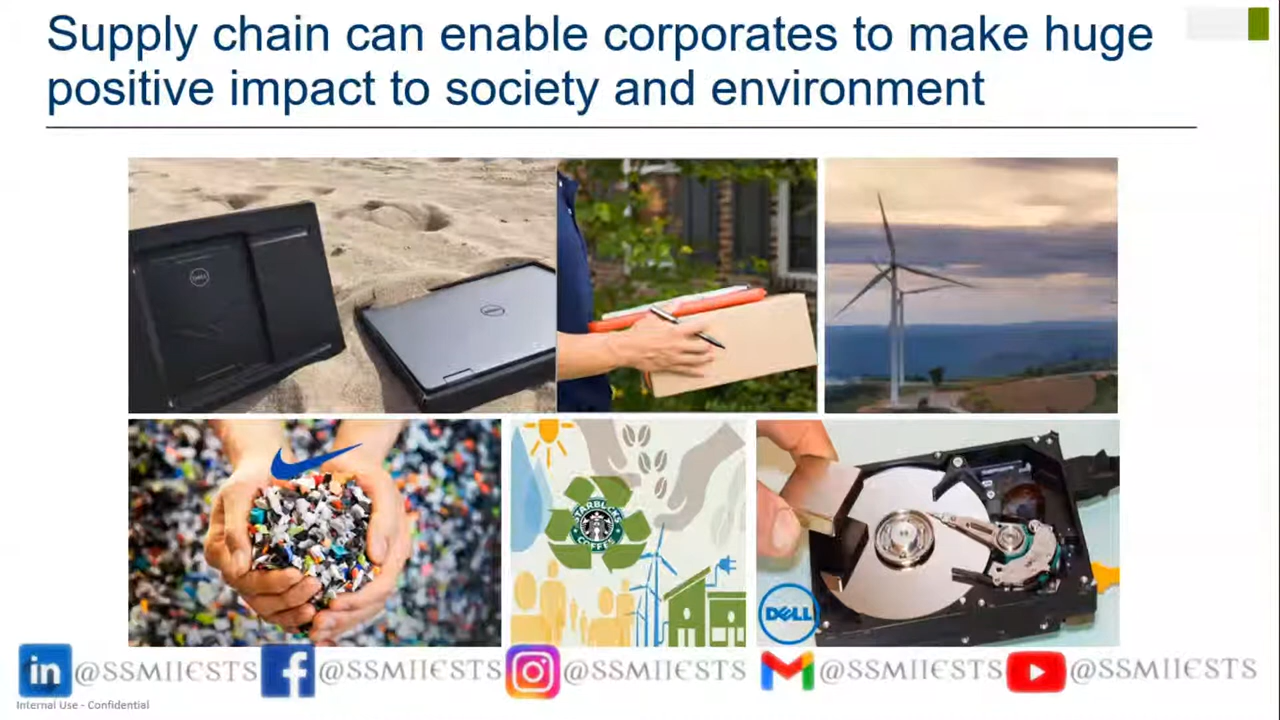 Supply chain can enable corporates to make huge
positive impact to society and environment
DELL
DELL
STARBUCKS
COFFEE
DELL
in @SSMIIESTS f @SSMIIESTS @SSMIIESTS @SSMIIESTS @SSMIIESTS
Internal Use - Confidential